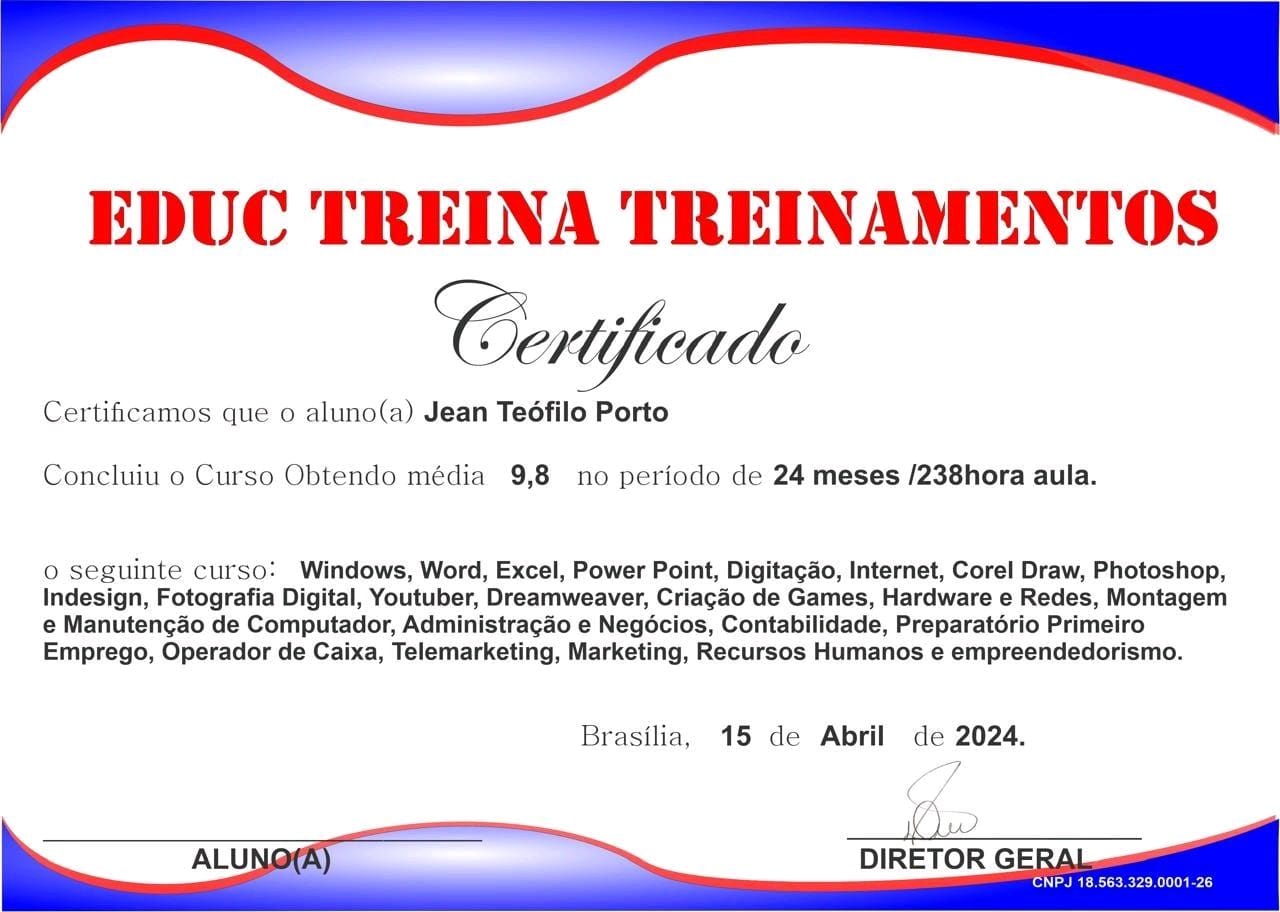 EDUC TREINA TREINAMENTOS
Certificado
Certificamos que o aluno(a) Jean Teófilo Porto
Concluiu o Curso Obtendo média 9,8 no período de 24 meses /238hora aula.
o seguinte curso: Windows, Word, Excel, Power Point, Digitação, Internet, Corel Draw, Photoshop,
Indesign, Fotografia Digital, Youtuber, Dreamweaver, Criação de Games, Hardware e Redes, Montagem
e Manutenção de Computador, Administração e Negócios, Contabilidade, Preparatório Primeiro
Emprego, Operador de Caixa, Telemarketing, Marketing, Recursos Humanos e empreendedorismo.
Brasília, 15 de Abril de 2024.
ALUNO(A)
DIRETOR GERAL
CNPJ 18.563.329.0001-26